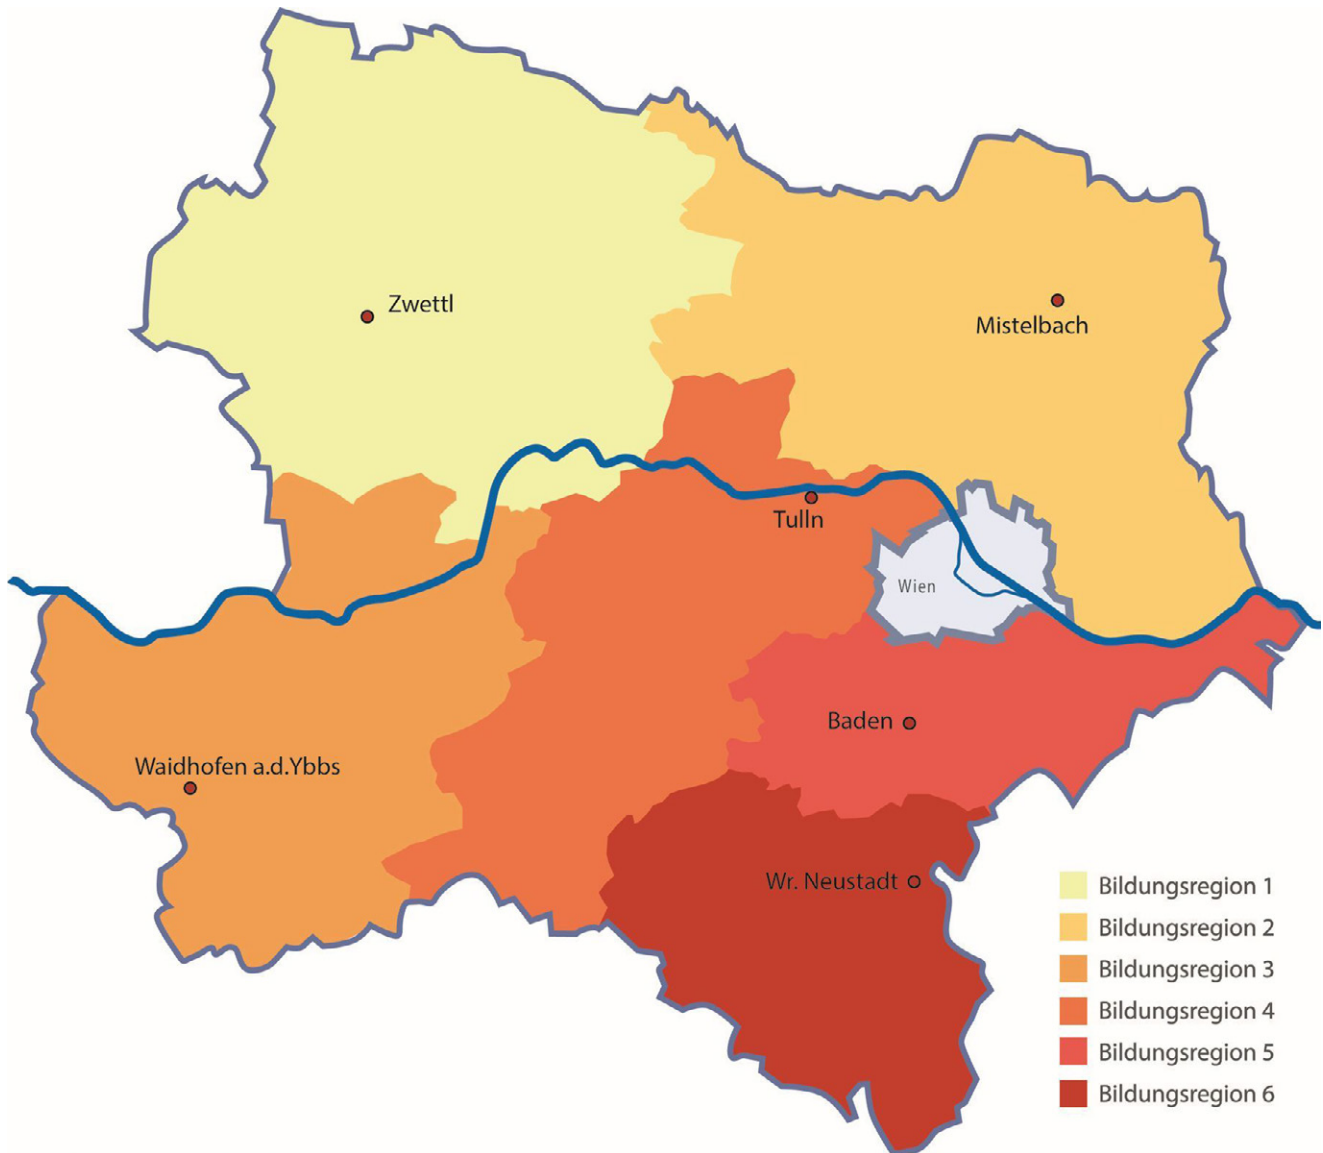 Zwettl
Mistelbach
Tulln
Wien
Baden
Waidhofen a.d.Ybbs
Wr. Neustadt
Bildungsregion 1
Bildungsregion 2
Bildungsregion 3
Bildungsregion 4
Bildungsregion 5
Bildungsregion 6